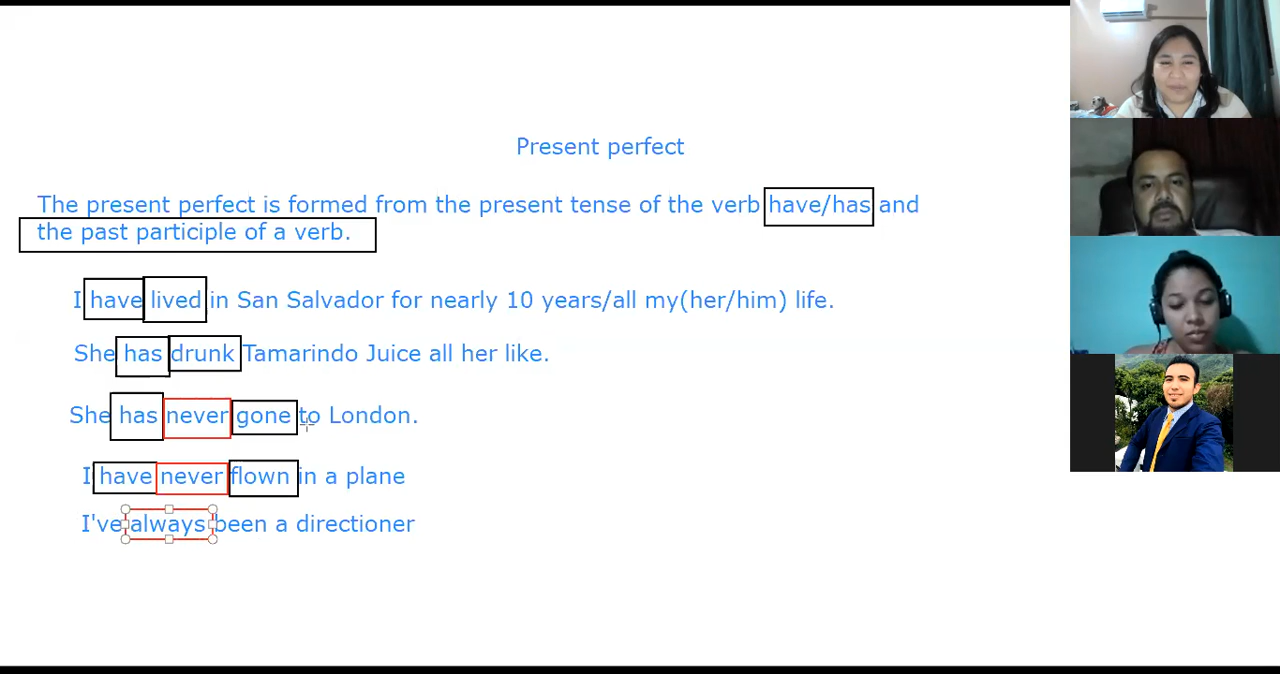 Present perfect
The present perfect is formed from the present tense of the verb have/has and
the past participle of a verb.
I have lived in San Salvador for nearly 10 years/all my(her/him) life.
She has drunk Tamarindo Juice all her like.
She has never gone to London.
I have never flown in a plane
I've always been a directioner